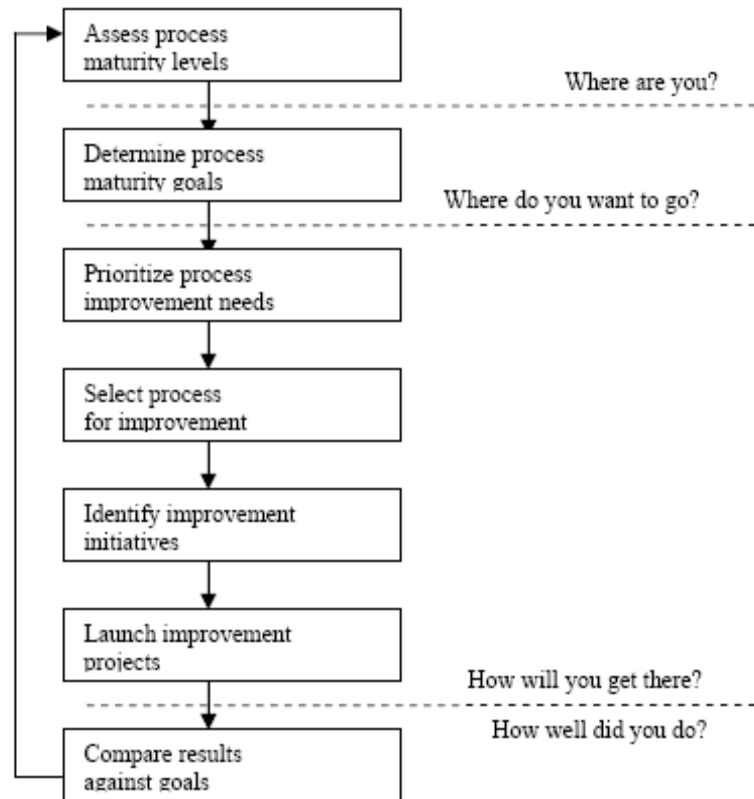 Assess process
maturity levels
Where are you?
Determine process
maturity goals
Where do you want to go?
Prioritize process
improvement needs
Select process
for improvement
Identify improvement
initiatives
Launch improvement
projects
How will you get there?
How well did you do?
Compare results
against goals